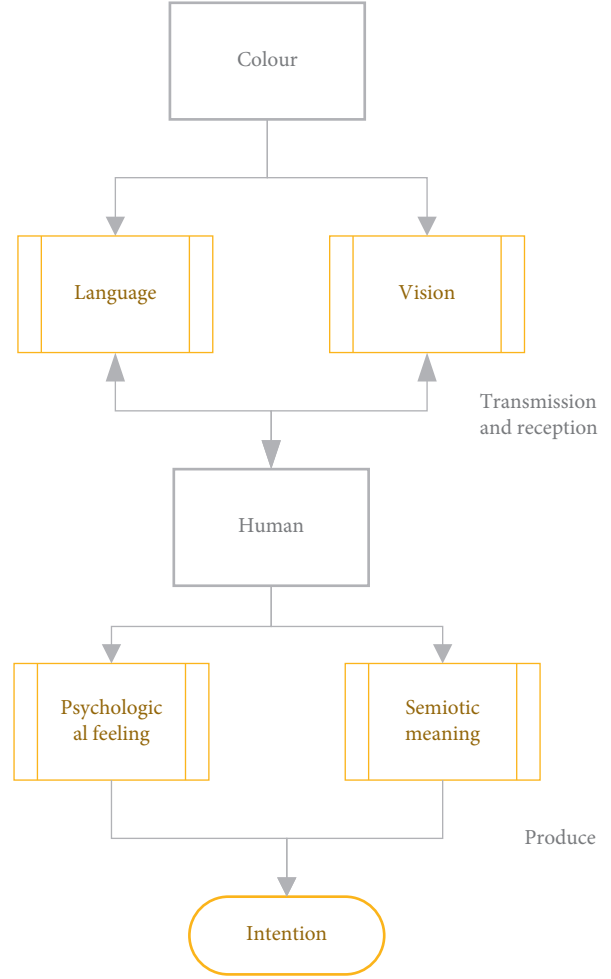 Colour
Language
Vision
Transmission
and reception
Human
Psychologic
al feeling
Semiotic
meaning
Produce
Intention